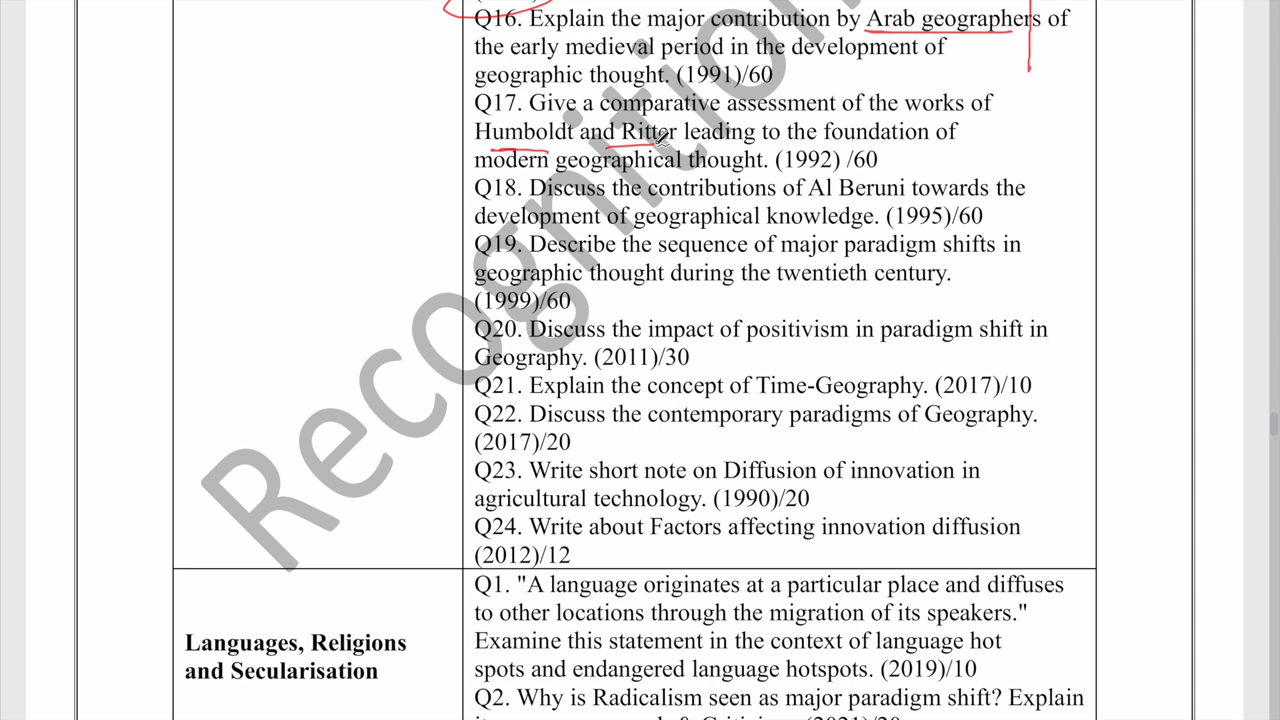 Q16. Explain the major contribution by Arab geographers of
the early medieval period in the development of
geographic thought. (1991)/60
Q17. Give a comparative assessment of the works of
Humboldt and Ritter leading to the foundation of
modern geographical thought. (1992) /60
Q18. Discuss the contributions of Al Beruni towards the
development of geographical knowledge. (1995)/60
Q19. Describe the sequence of major paradigm shifts in
geographic thought during the twentieth century.
(1999)/60
Q20. Discuss the impact of positivism in paradigm shift in
Geography. (2011)/30
Q21. Explain the concept of Time-Geography. (2017)/10
Q22. Discuss the contemporary paradigms of Geography.
(2017)/20
Q23. Write short note on Diffusion of innovation in
agricultural technology. (1990)/20
Q24. Write about Factors affecting innovation diffusion
(2012)/12
Languages, Religions
and Secularisation
Q1. "A language originates at a particular place and diffuses
to other locations through the migration of its speakers."
Examine this statement in the context of language hot
spots and endangered language hotspots. (2019)/10
Q2. Why is Radicalism seen as major paradigm shift? Explain
Recognition